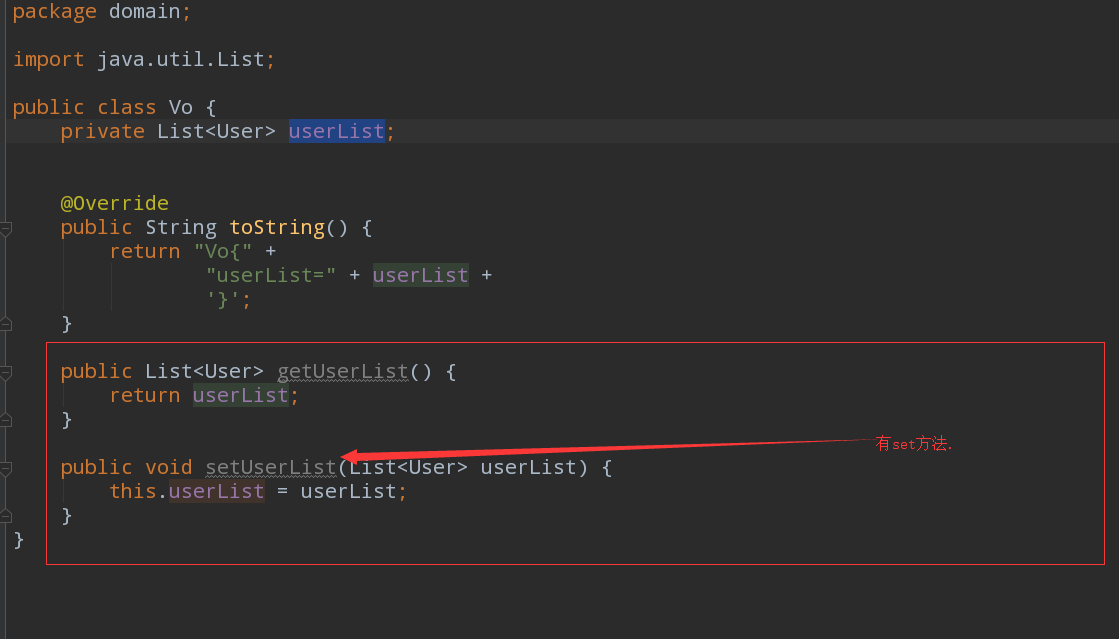 package domain;
import java.util.List;
public class Vo {
private List<User> userList;
@Override
public String toString() {
return "Vo{" +
"userList=" + userList +
'}';
}
public List<User> getUserList() {
return userList;
}
有set方法.
public void setUserList(List<User> userList) {
this.userList = userList;
}
}